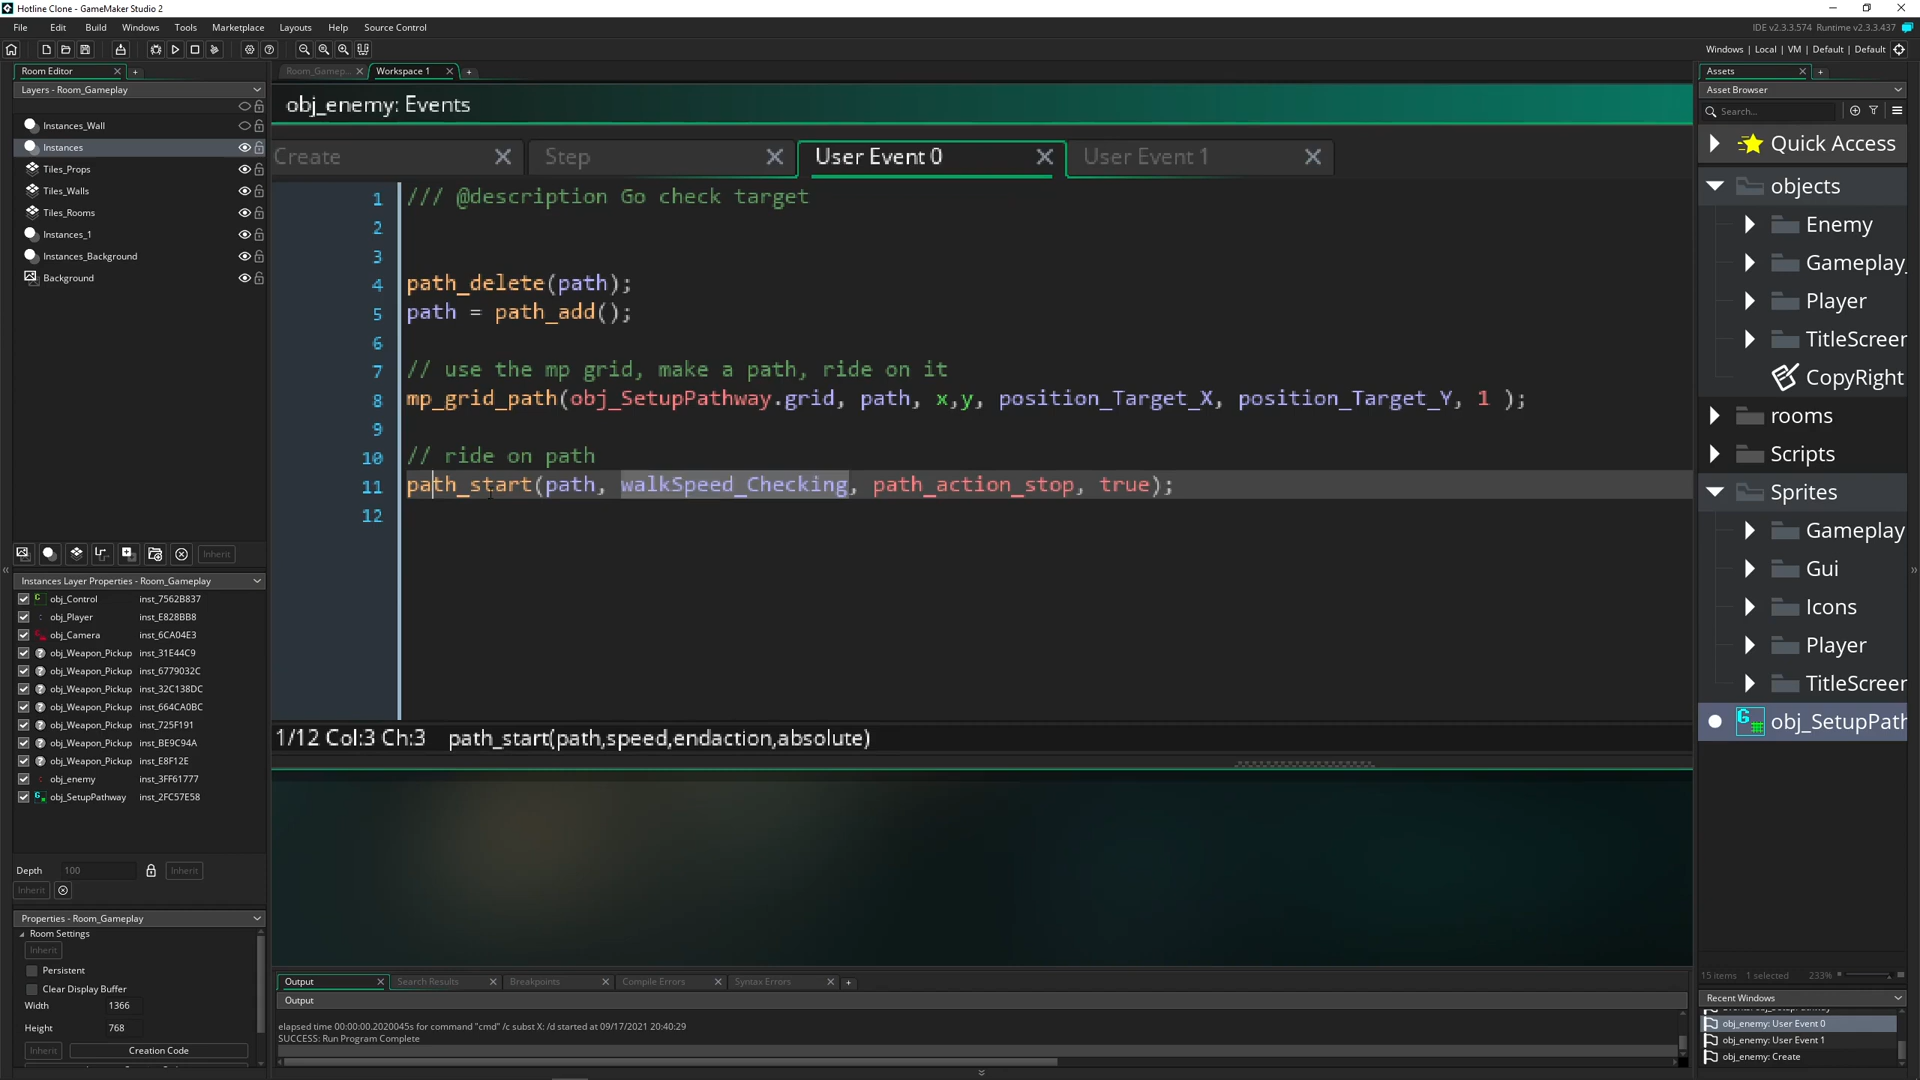 Hotline Clone - GameMaker Studio 2
File Edit Build Windows Tools Marketplace Layouts Help Source Control
IDE v2.3.3.574 Runtime v2.3.3.437
Windows | Local | VM | Default | Default
Room Editor
Layers - Room_Gameplay
Instances_Wall
Instances
Tiles_Props
Tiles_Walls
Tiles_Rooms
Instances_1
Instances_Background
Background
Inherit
Instances Layer Properties - Room_Gameplay
obj_Control inst_7562B837
obj_Player inst_E828BB8
obj_Camera inst_6CA04E3
obj_Weapon_Pickup inst_31E44C9
obj_Weapon_Pickup inst_6779032C
obj_Weapon_Pickup inst_32C138DC
obj_Weapon_Pickup inst_664CA0BC
obj_Weapon_Pickup inst_725F191
obj_Weapon_Pickup inst_BE9C94A
obj_Weapon_Pickup inst_E8F12E
obj_enemy inst_3FF61777
obj_SetupPathway inst_2FC57E58
Depth 100 Inherit
Inherit
Properties - Room_Gameplay
Room Settings
Inherit
Persistent
Clear Display Buffer
Width 1366
Height 768
Inherit Creation Code
Room_Gamep... Workspace 1
obj_enemy: Events
Create Step User Event 0 User Event 1
1 /// @description Go check target
2
3
4 path_delete(path);
5 path = path_add();
6
7 // use the mp grid, make a path, ride on it
8 mp_grid_path(obj_SetupPathway.grid, path, x,y, position_Target_X, position_Target_Y, 1 );
9
10 // ride on path
11 path_start(path, walkSpeed_Checking, path_action_stop, true);
12
1/12 Col:3 Ch:3 path_start(path,speed,endaction,absolute)
Output Search Results Breakpoints Compile Errors Syntax Errors
Output
elapsed time 00:00:00.2020045s for command "cmd" /c subst X: /d started at 09/17/2021 20:40:29
SUCCESS: Run Program Complete
Assets
Asset Browser
Search...
Quick Access
objects
Enemy
Gameplay_
Player
TitleScreer
CopyRight
rooms
Scripts
Sprites
Gameplay
Gui
Icons
Player
TitleScreer
obj_SetupPath
15 items 1 selected 233%
Recent Windows
obj_enemy: User Event 0
obj_enemy: User Event 1
obj_enemy: Create